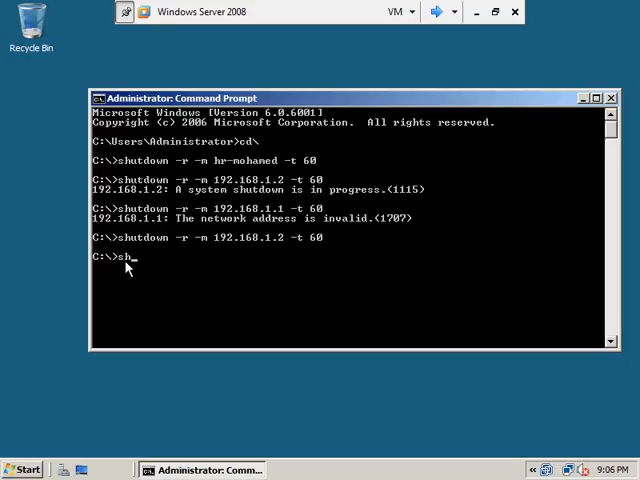 Windows Server 2008
VM
Recycle Bin
Administrator: Command Prompt
Microsoft Windows [Version 6.0.6001]
Copyright (c) 2006 Microsoft Corporation.  All rights reserved.
C:\Users\Administrator>cd\
C:\>shutdown -r -m hr-mohamed -t 60
C:\>shutdown -r -m 192.168.1.2 -t 60
192.168.1.2: A system shutdown is in progress.(1115)
C:\>shutdown -r -m 192.168.1.1 -t 60
192.168.1.1: The network address is invalid.(1707)
C:\>shutdown -r -m 192.168.1.2 -t 60
C:\>sh_
Start
Administrator: Comm...
9:06 PM